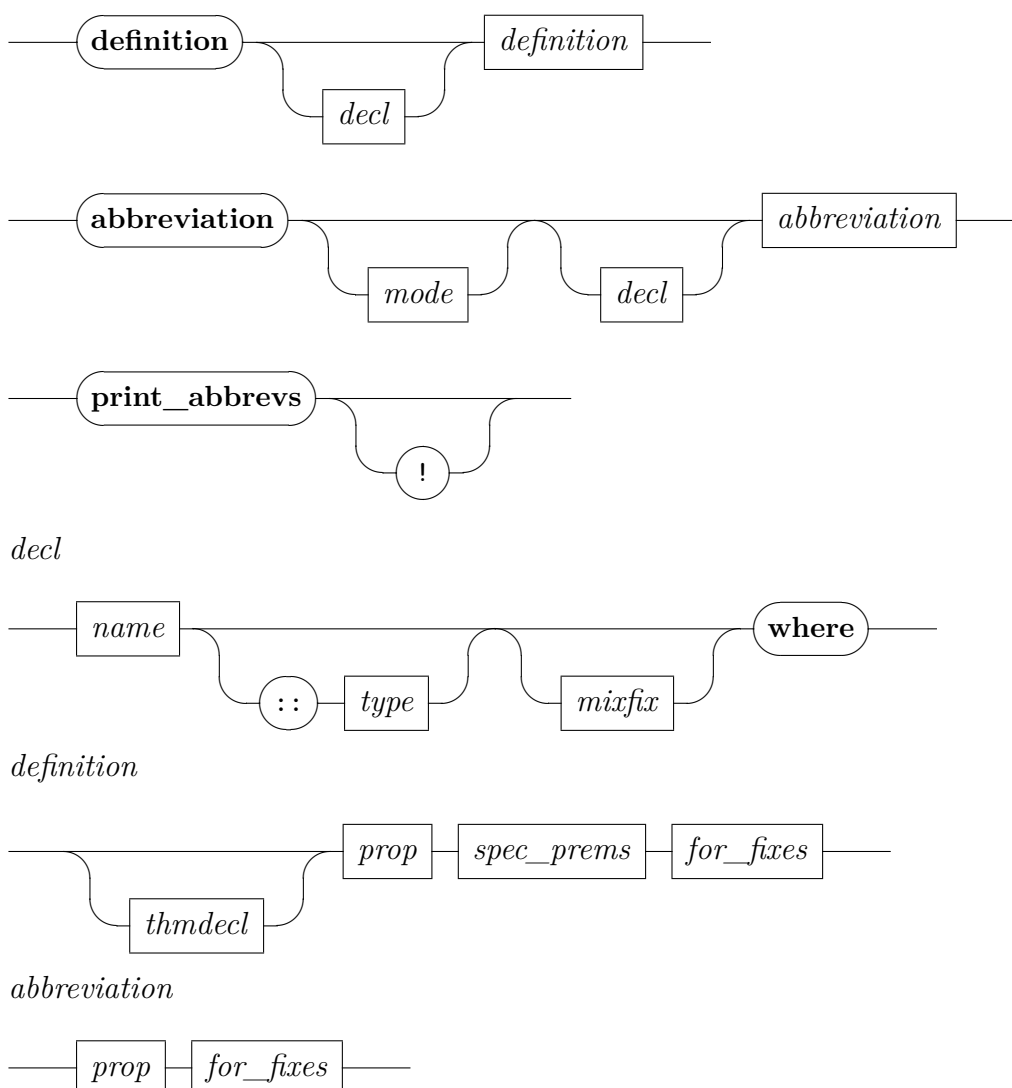 definition definition
decl
abbreviation abbreviation
mode decl
print_abbrevs
!
decl
name where
:: type mixfix
definition
prop spec_prems for_fixes
thmdecl
abbreviation
prop for_fixes